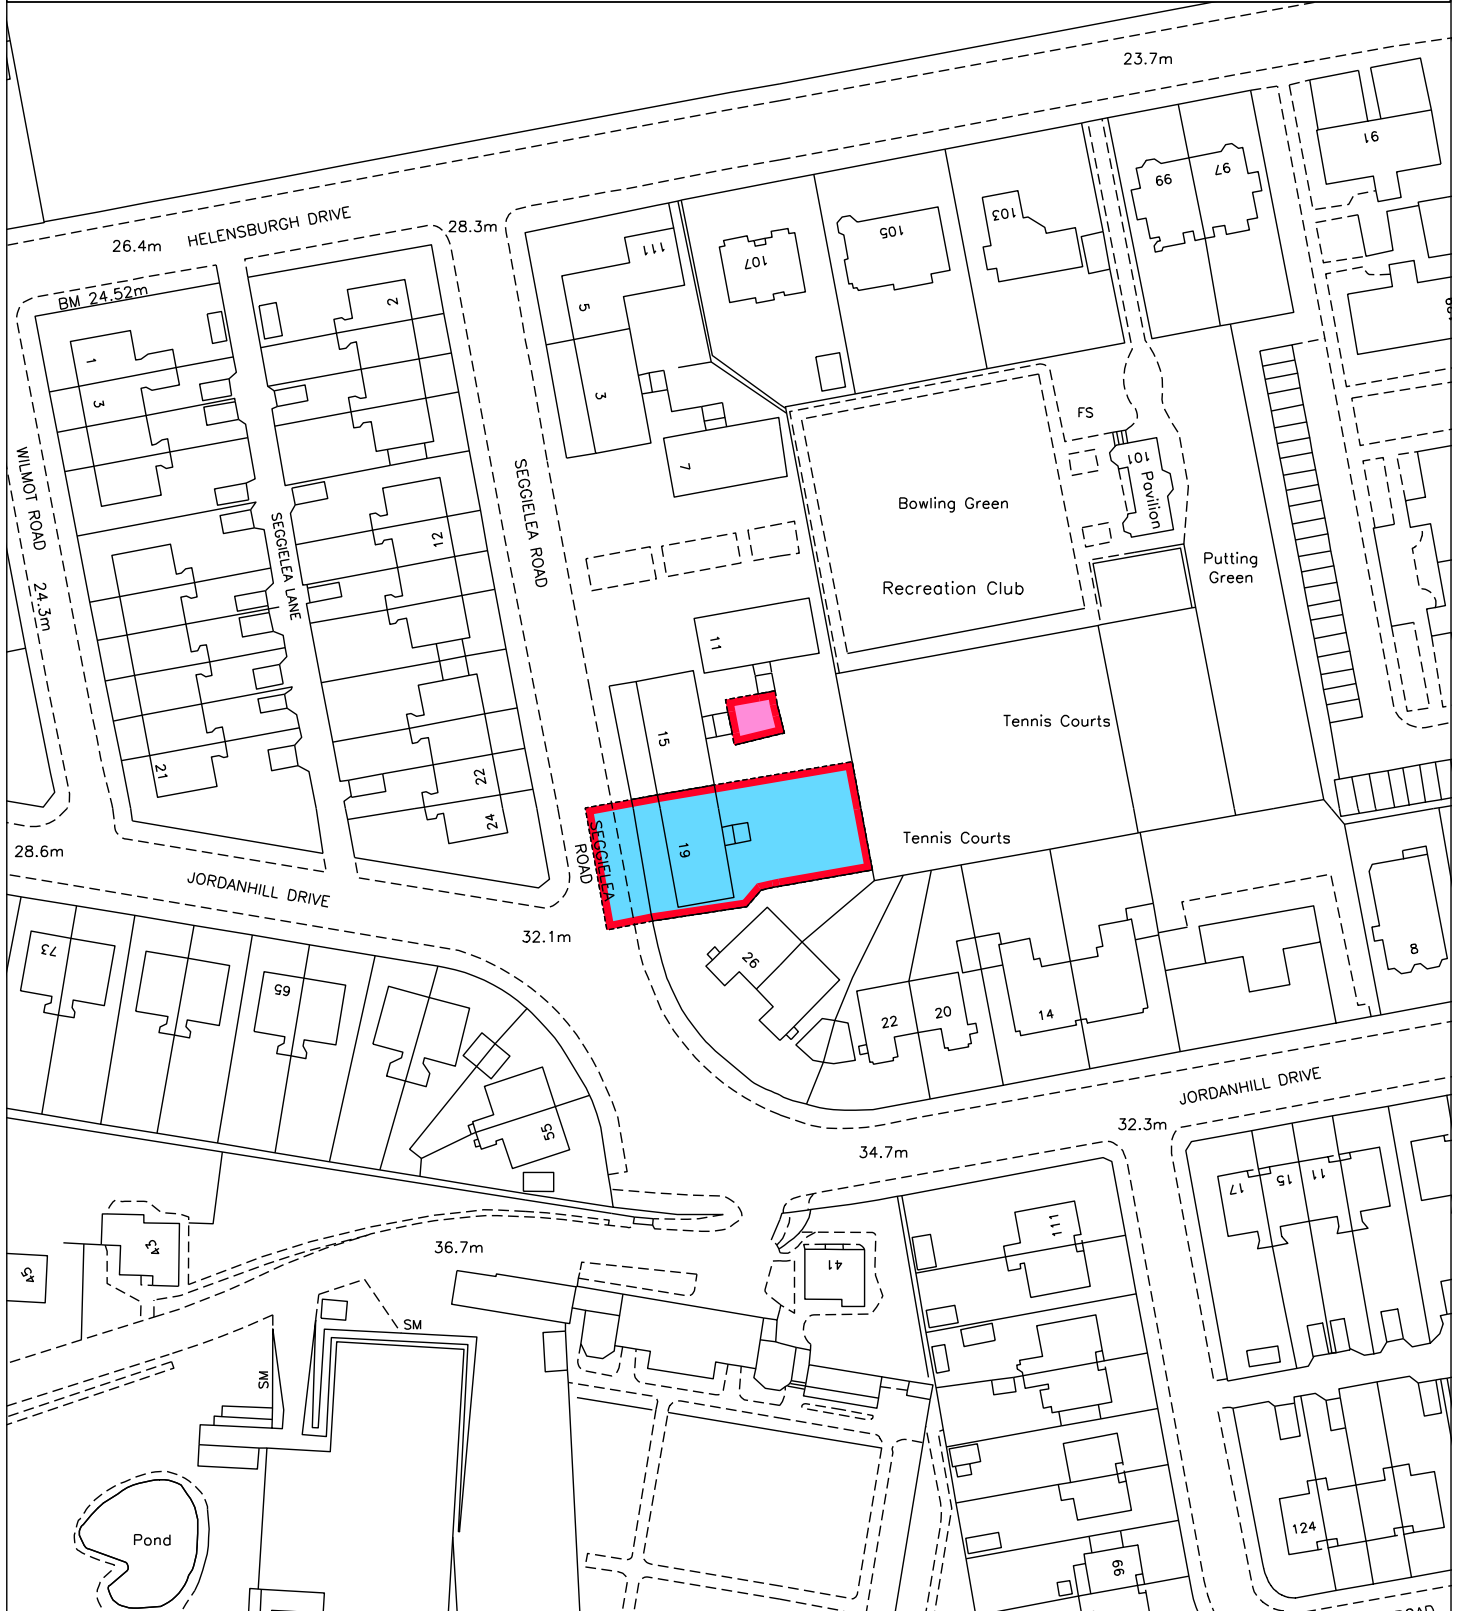 23.7m
HELENSBURGH DRIVE
26.4m
28.3m
BM 24.52m
91
97
99
103
105
107
111
5
3
7
1
3
2
12
WILMOT ROAD
24.3m
SEGGIELEA LANE
SEGGIELEA ROAD
FS
101
Pavilion
Bowling Green
Recreation Club
Putting
Green
11
15
Tennis Courts
Tennis Courts
21
22
24
19
SEGGIELEA
ROAD
28.6m
JORDANHILL DRIVE
32.1m
73
65
55
26
22
20
14
8
JORDANHILL DRIVE
32.3m
34.7m
36.7m
43
45
41
111
17
15
11
SM
SM
Pond
124
99